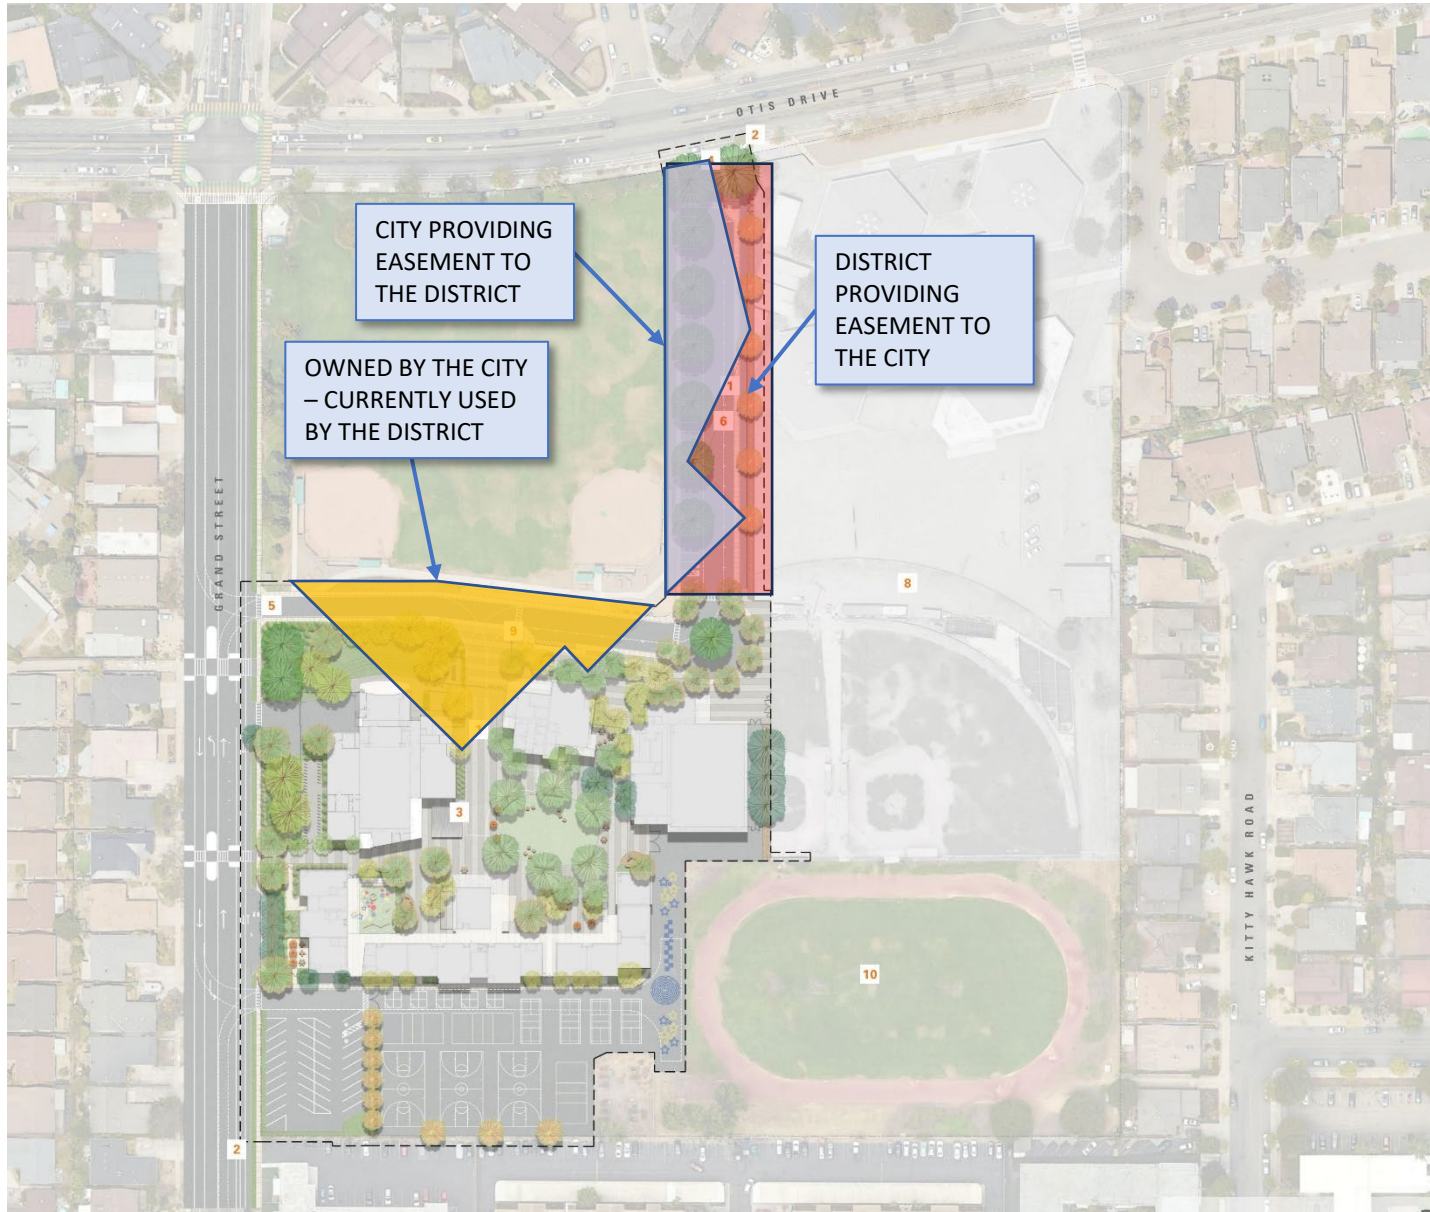 OTIS DRIVE
2
CITY PROVIDING
EASEMENT TO
THE DISTRICT
DISTRICT
PROVIDING
EASEMENT TO
THE CITY
OWNED BY THE CITY
– CURRENTLY USED
BY THE DISTRICT
1
6
GRAND STREET
8
5
9
3
KITTY HAWK ROAD
10
2